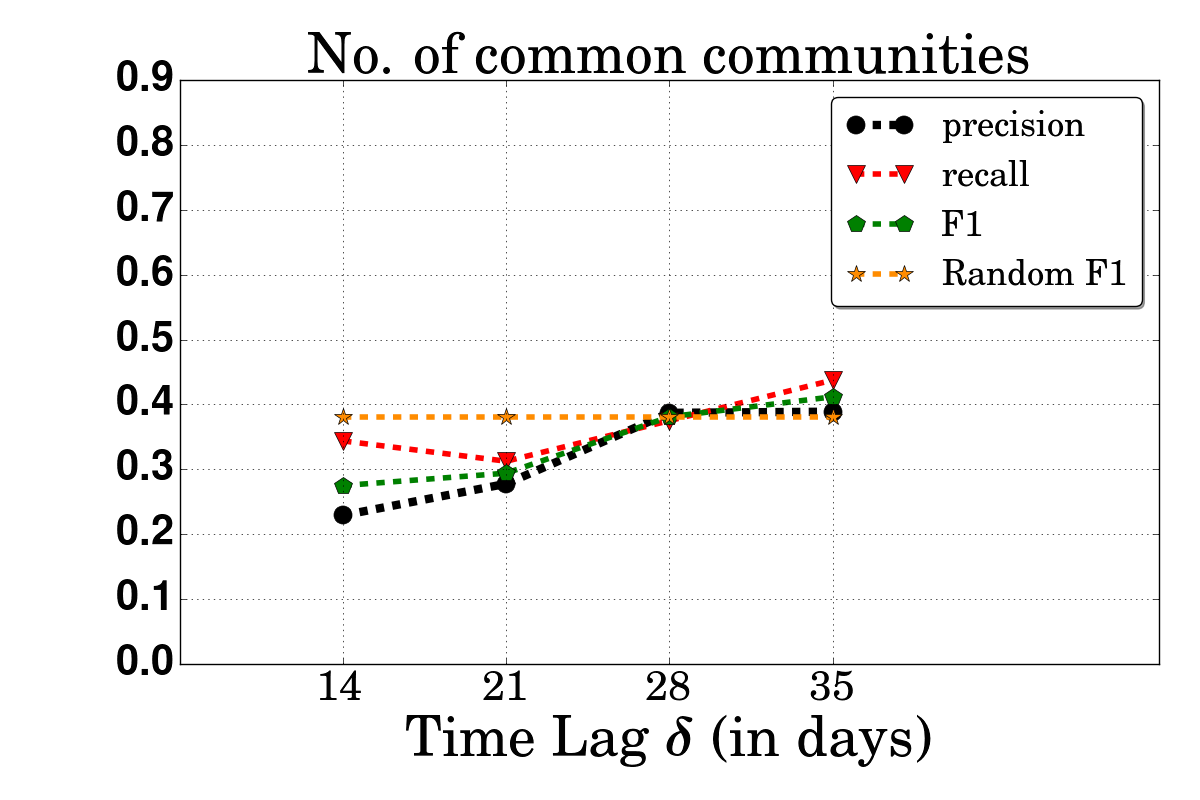 No. of common communities
0.9
0.8
0.7
0.6
0.5
0.4
0.3
0.2
0.1
0.0
precision
recall
F1
Random F1
14 21 28 35
Time Lag δ (in days)